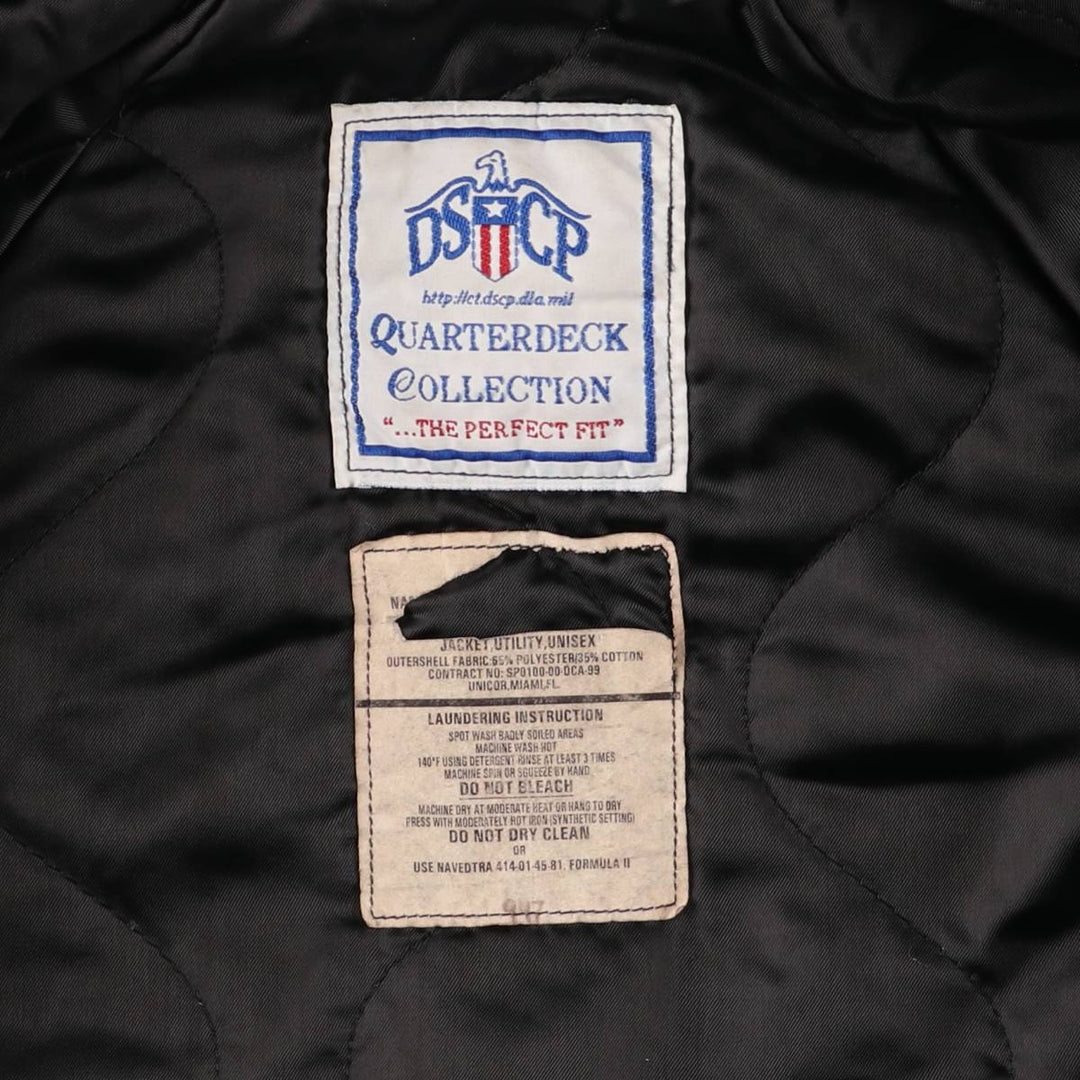 DSCP
http://ct.dscp.dla.mil
QUARTERDECK
COLLECTION
"...THE PERFECT FIT"
JACKET,UTILITY,UNISEX
OUTERSHELL FABRIC:65% POLYESTER/35% COTTON
CONTRACT NO: SP0100-00-DCA-99
UNICOR,MIAMI,FL.
LAUNDERING INSTRUCTION
SPOT WASH BADLY SOILED AREAS
MACHINE WASH HOT
140°F USING DETERGENT RINSE AT LEAST 3 TIMES
MACHINE SPIN OR SQUEEZE BY HAND
DO NOT BLEACH
MACHINE DRY AT MODERATE HEAT OR HANG TO DRY
PRESS WITH MODERATELY HOT IRON (SYNTHETIC SETTING)
DO NOT DRY CLEAN
OR
USE NAVEDTRA 414-01-45-81. FORMULA II